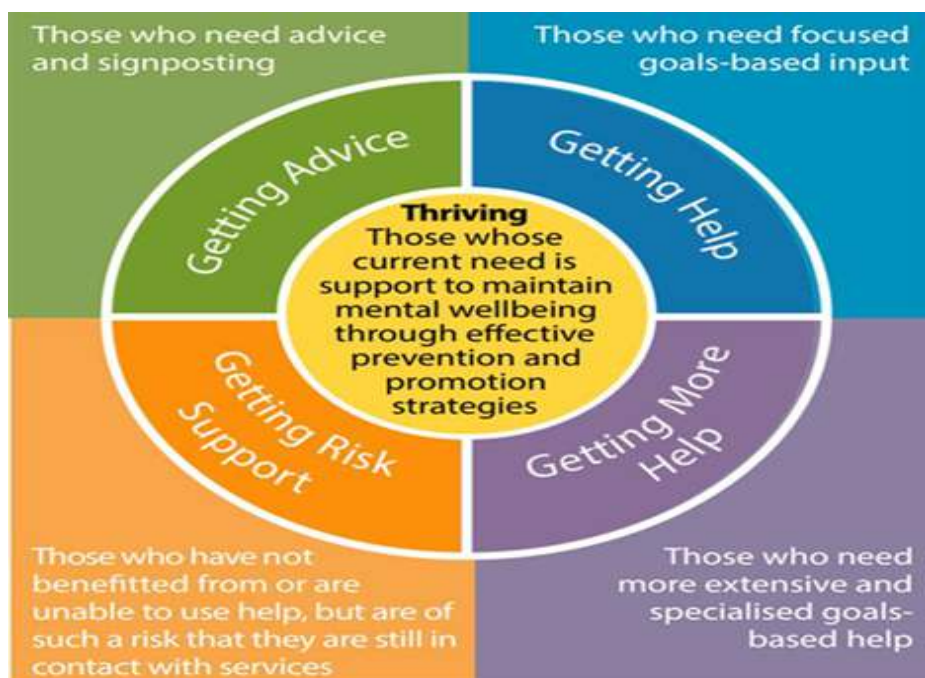 Those who need advice
and signposting
Those who need focused
goals-based input
Getting Advice
Getting Help
Thriving
Those whose
current need is
support to maintain
mental wellbeing
through effective
prevention and
promotion
strategies
Getting Risk
Support
Getting More
Help
Those who have not
benefitted from or are
unable to use help, but are of
such a risk that they are still in
contact with services
Those who need
more extensive and
specialised goals-
based help